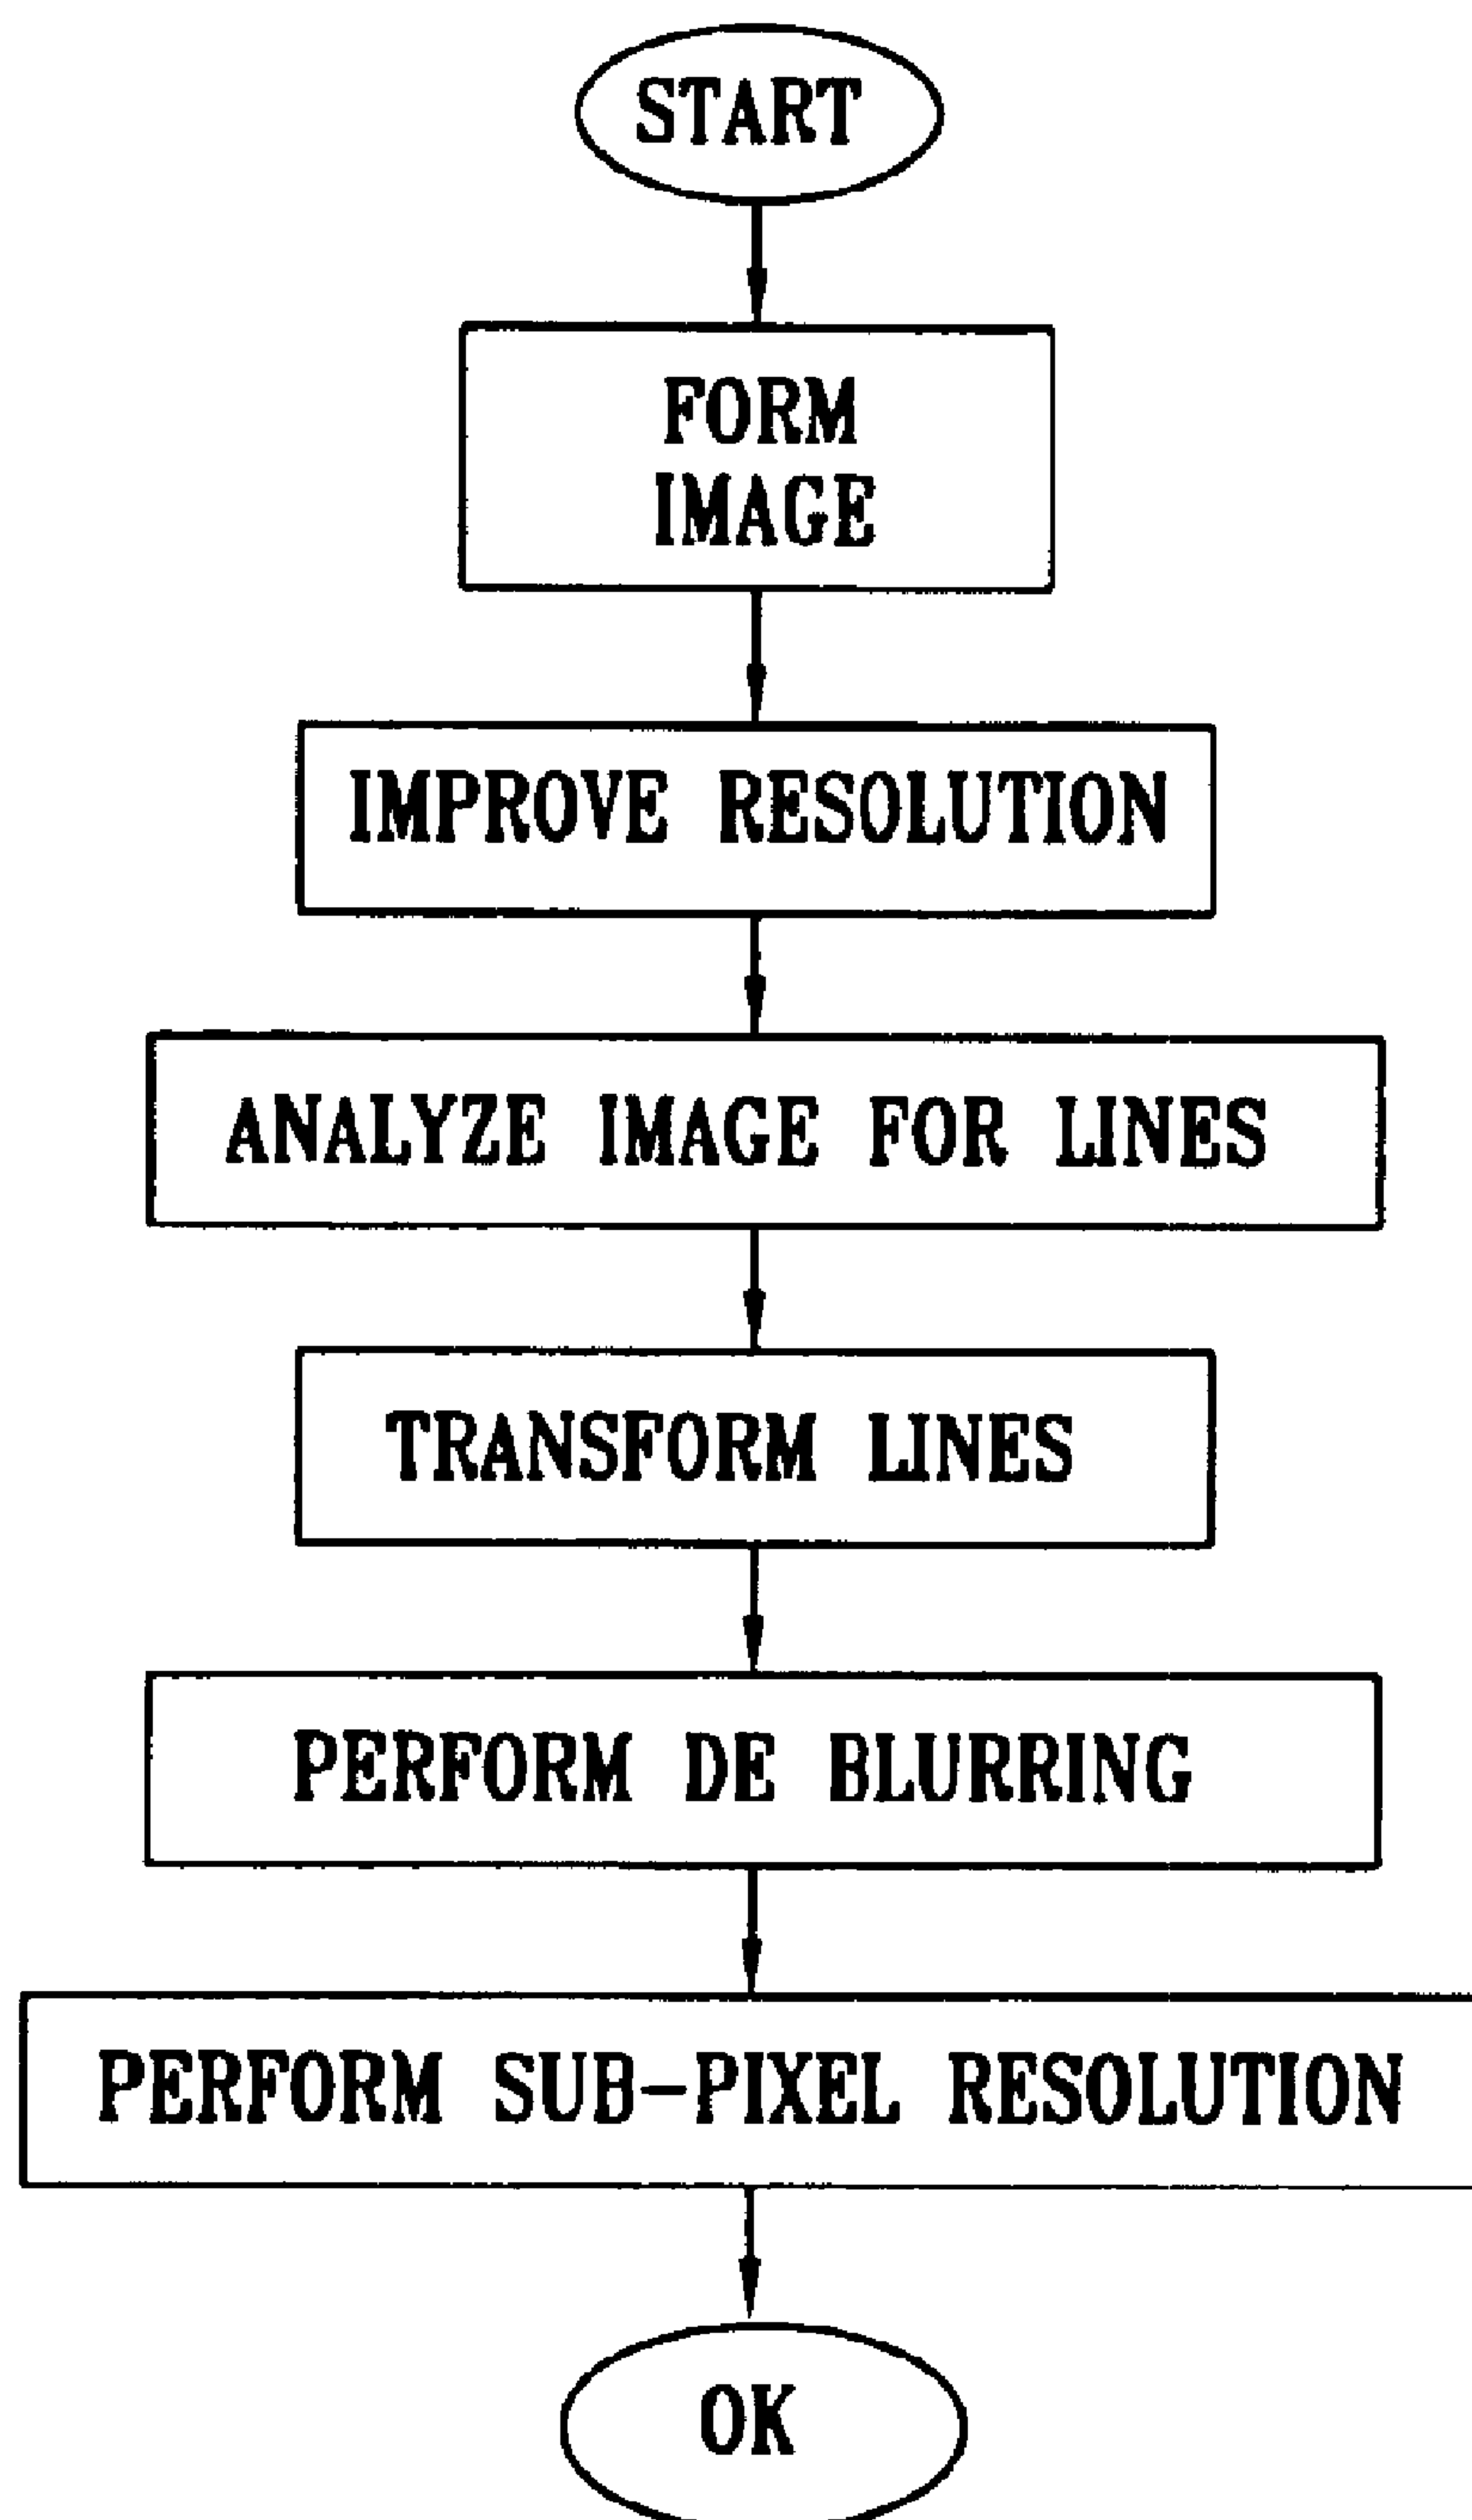 START
FORM
IMAGE
IMPROVE RESOLUTION
ANALYZE IMAGE FOR LINES
TRANSFORM LINES
PERFORM DE BLURRING
PERFORM SUB-PIXEL RESOLUTION
OK